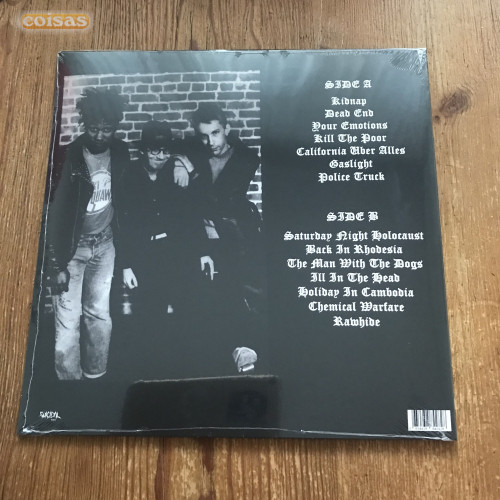 coisas
SIDE A
Kidnap
Dead End
Your Emotions
Kill The Poor
California Uber Alles
Gaslight
Police Truck
SIDE B
Saturday Night Holocaust
Back In Rhodesia
The Man With The Dogs
Ill In The Head
Holiday In Cambodia
Chemical Warfare
Rawhide